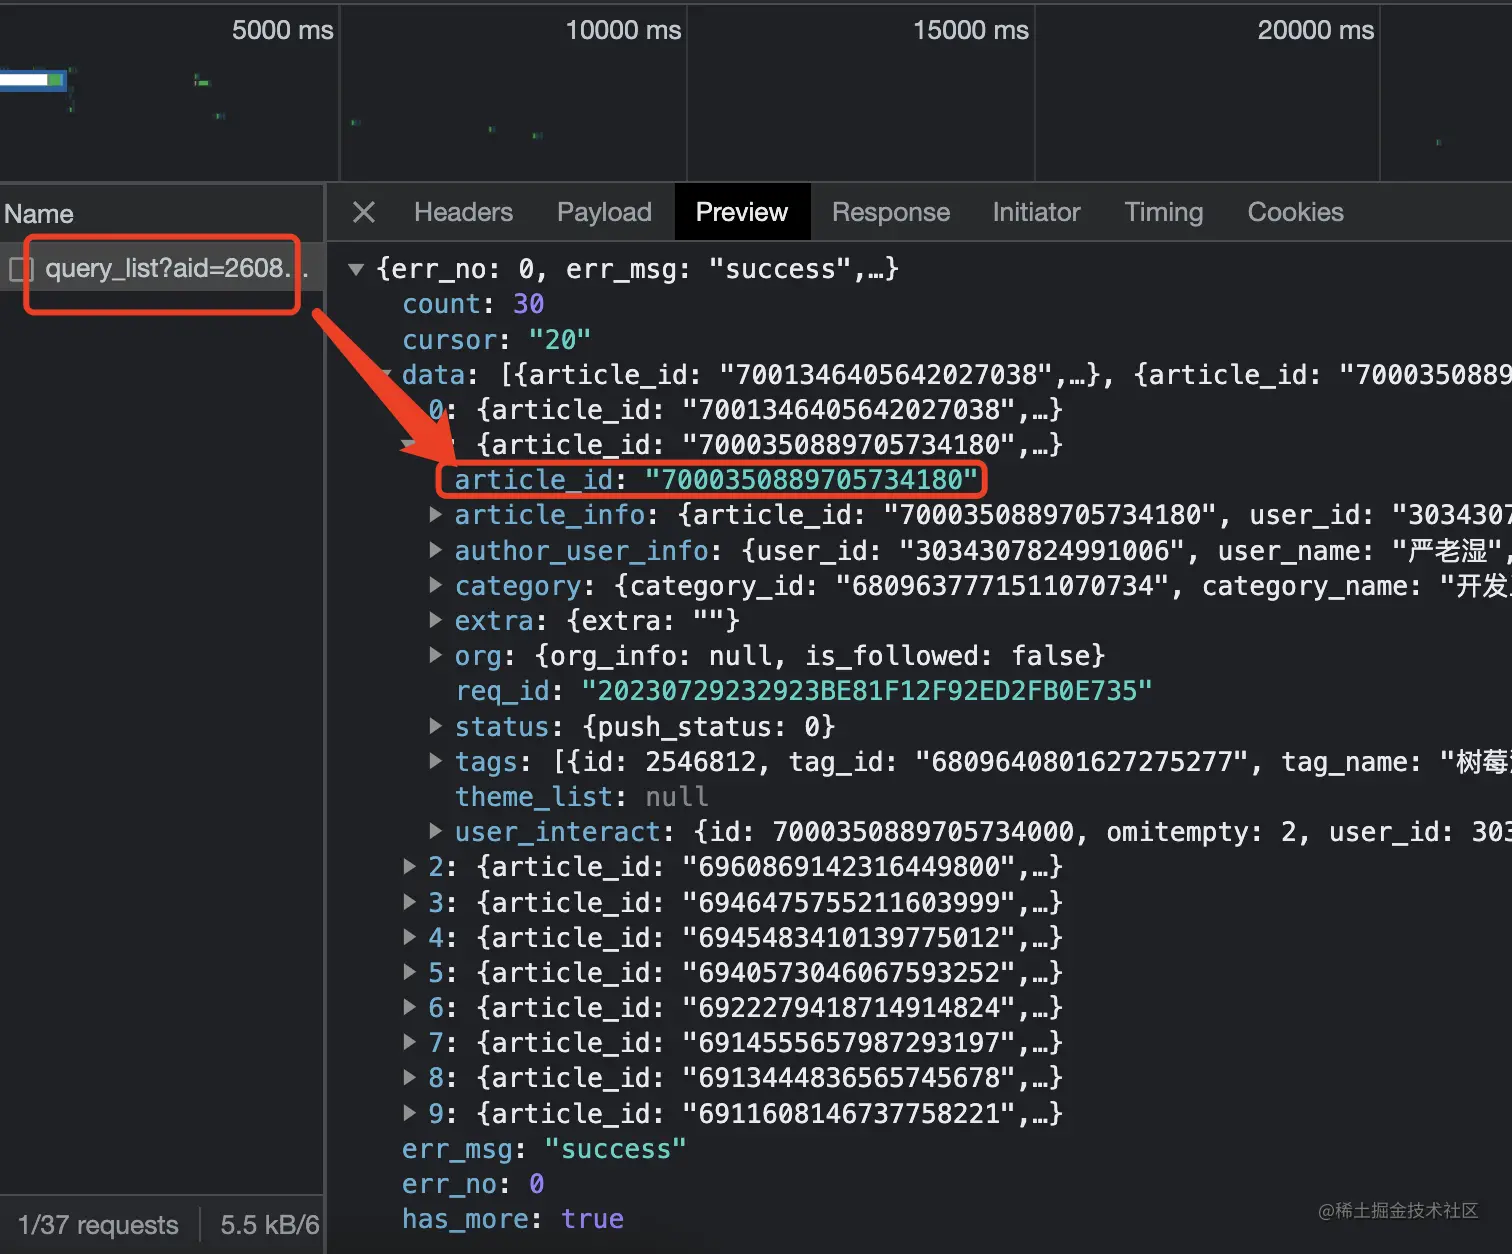 5000 ms
10000 ms
15000 ms
20000 ms
Name
Headers
Payload
Preview
Response
Initiator
Timing
Cookies
query_list?aid=2608...
{err_no: 0, err_msg: "success",…}
count: 30
cursor: "20"
data: [{article_id: "7001346405642027038",…}, {article_id: "700035088
0: {article_id: "7001346405642027038",…}
: {article_id: "7000350889705734180",…}
article_id: "7000350889705734180"
article_info: {article_id: "7000350889705734180", user_id: "303430
author_user_info: {user_id: "3034307824991006", user_name: "严老湿",
category: {category_id: "6809637771511070734", category_name: "开发
extra: {extra: ""}
org: {org_info: null, is_followed: false}
req_id: "20230729232923BE81F12F92ED2FB0E735"
status: {push_status: 0}
tags: [{id: 2546812, tag_id: "6809640801627275277", tag_name: "树莓
theme_list: null
user_interact: {id: 7000350889705734000, omitempty: 2, user_id: 303
2: {article_id: "6960869142316449800",…}
3: {article_id: "6946475755211603999",…}
4: {article_id: "6945483410139775012",…}
5: {article_id: "6940573046067593252",…}
6: {article_id: "6922279418714914824",…}
7: {article_id: "6914555657987293197",…}
8: {article_id: "6913444836565745678",…}
9: {article_id: "6911608146737758221",…}
err_msg: "success"
err_no: 0
has_more: true
1/37 requests
5.5 kB/6
@稀土掘金技术社区